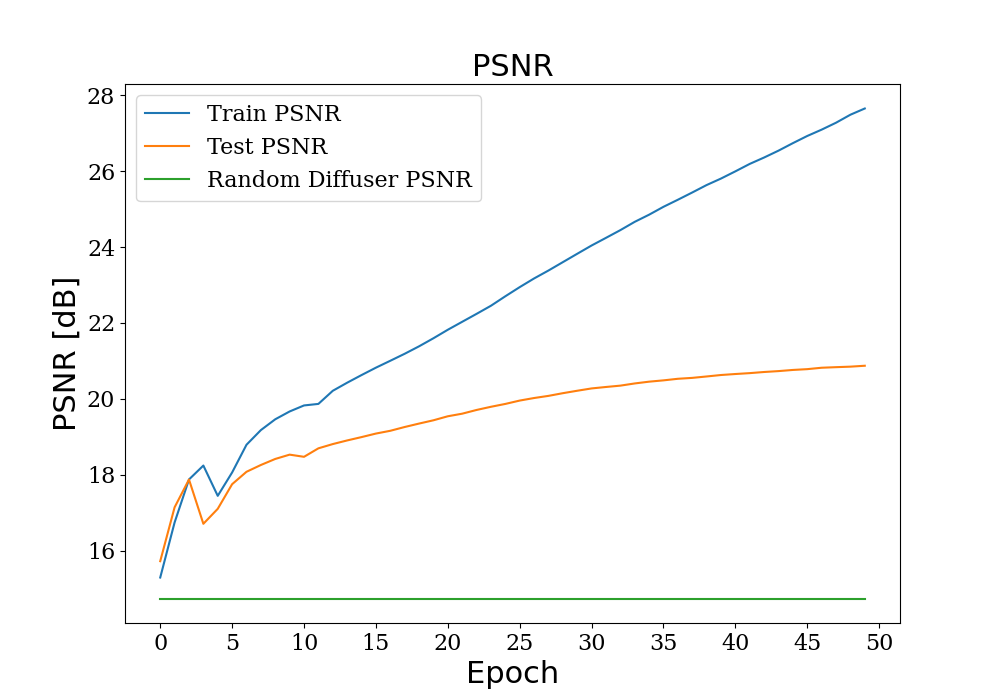 PSNR
Train PSNR
Test PSNR
Random Diffuser PSNR
PSNR [dB]
28
26
24
22
20
18
16
0 5 10 15 20 25 30 35 40 45 50
Epoch